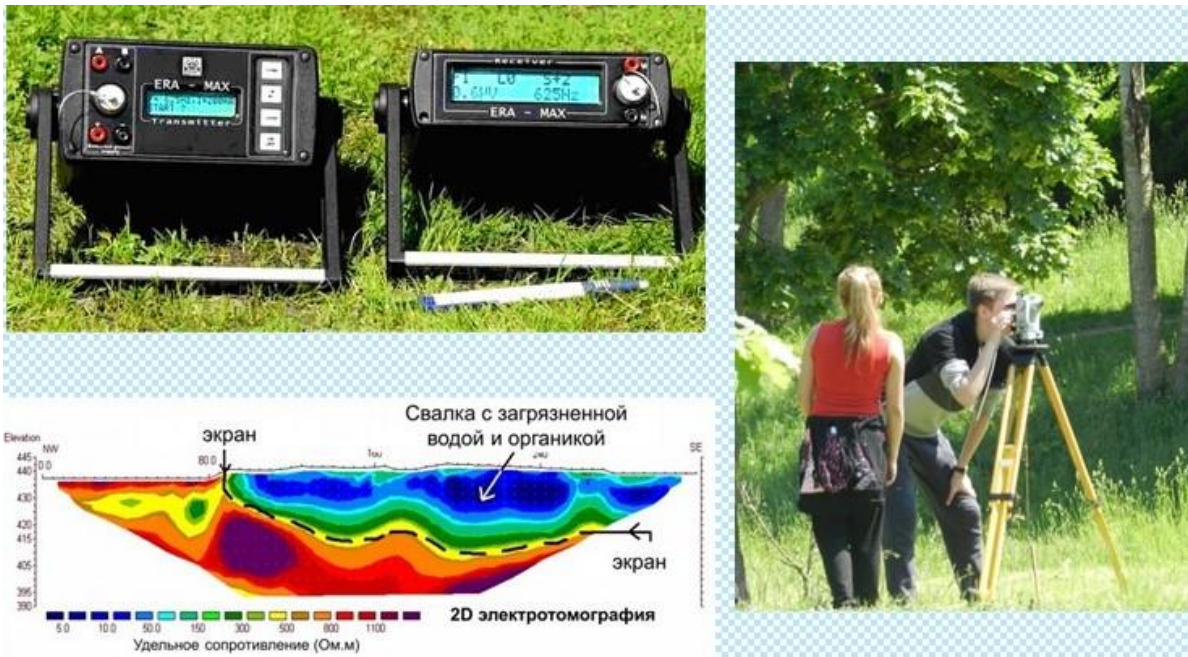 A B
ERA - MAX
Transmitter
Receiver
625Hz
ERA - MAX
Свалка с загрязненной
водой и органикой
экран
Elevation
NW
SE
0.0 80.0 160 240
445
440
430
420
415
405
395
390
экран
2D электротомография
5.0 10.0 50.0 150 300 500 800 1100
Удельное сопротивление (Ом.м)